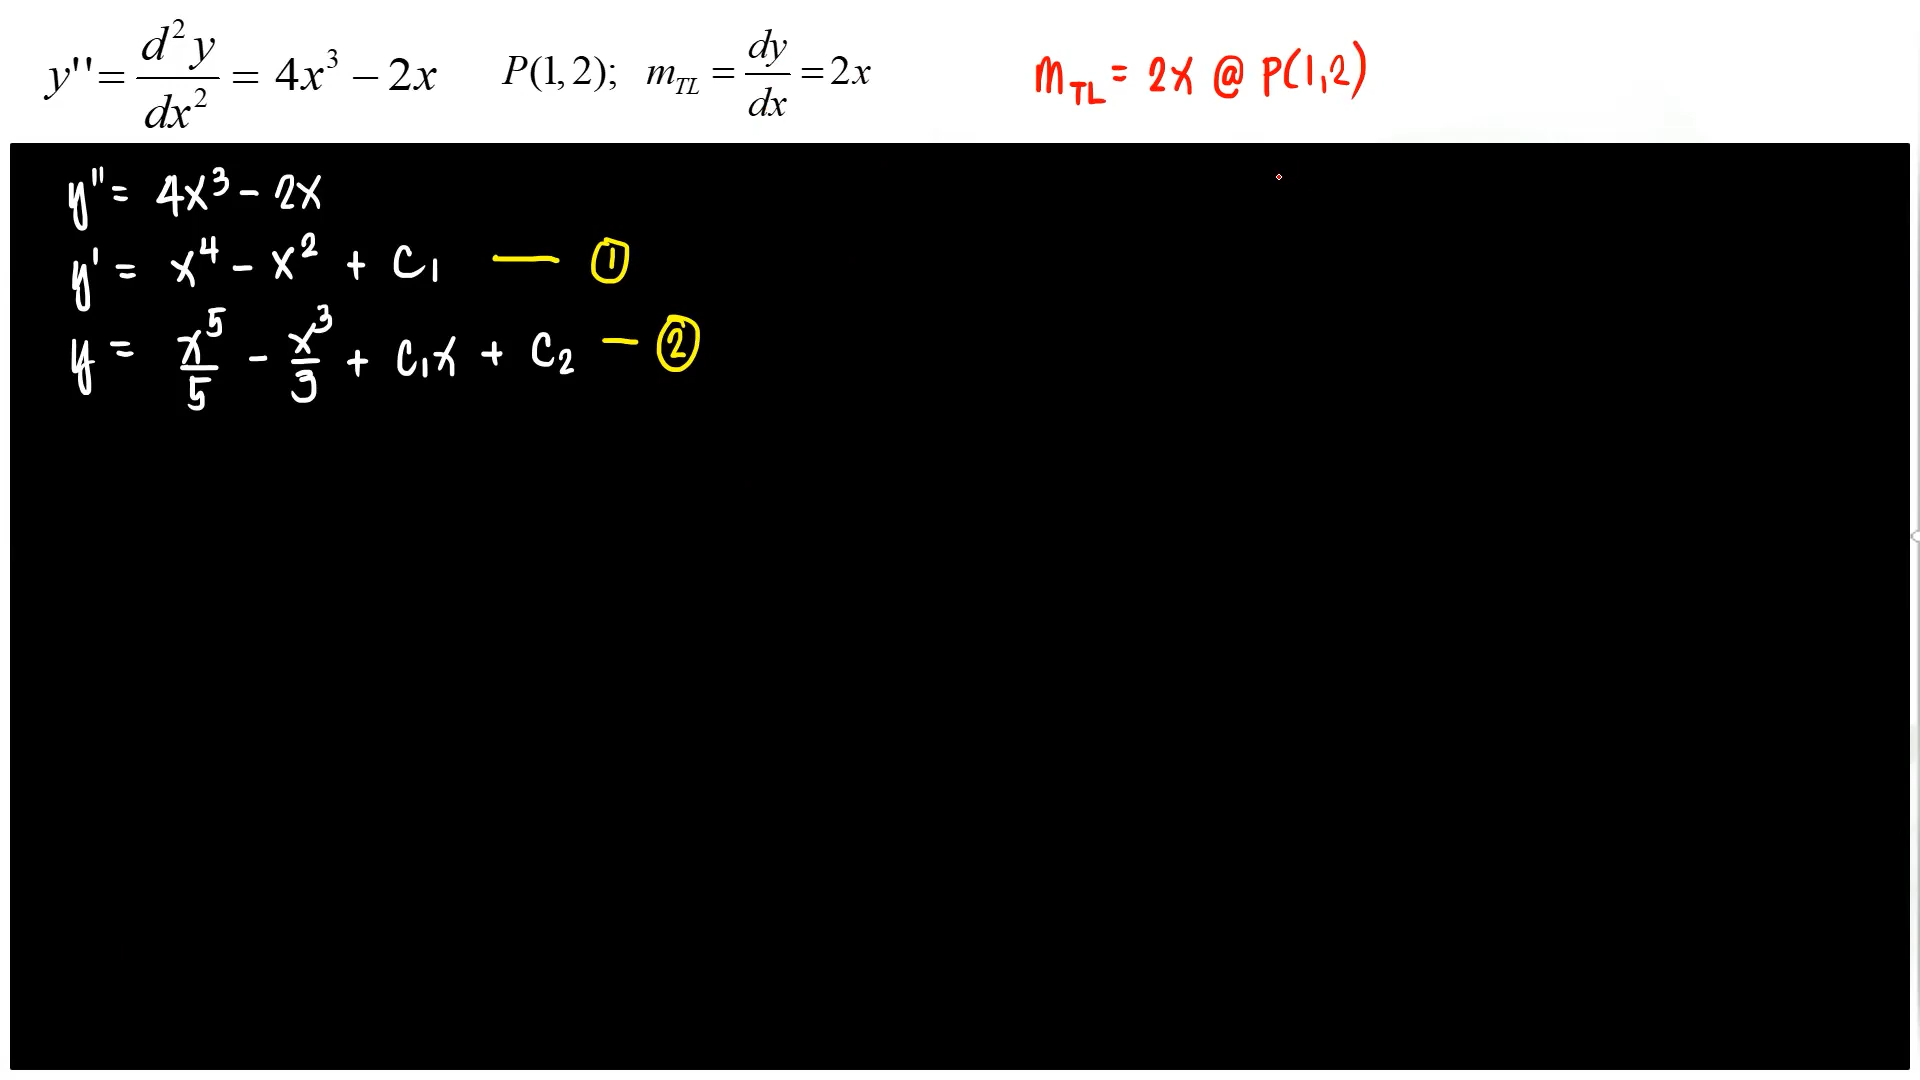 y'' = d²y/dx² = 4x³ − 2x P(1, 2); m_TL = dy/dx = 2x m_TL = 2x @ P(1,2)
y'' = 4x³ - 2x
y' = x⁴ - x² + C₁ — ①
y = x⁵/5 - x³/3 + C₁x + C₂ — ②